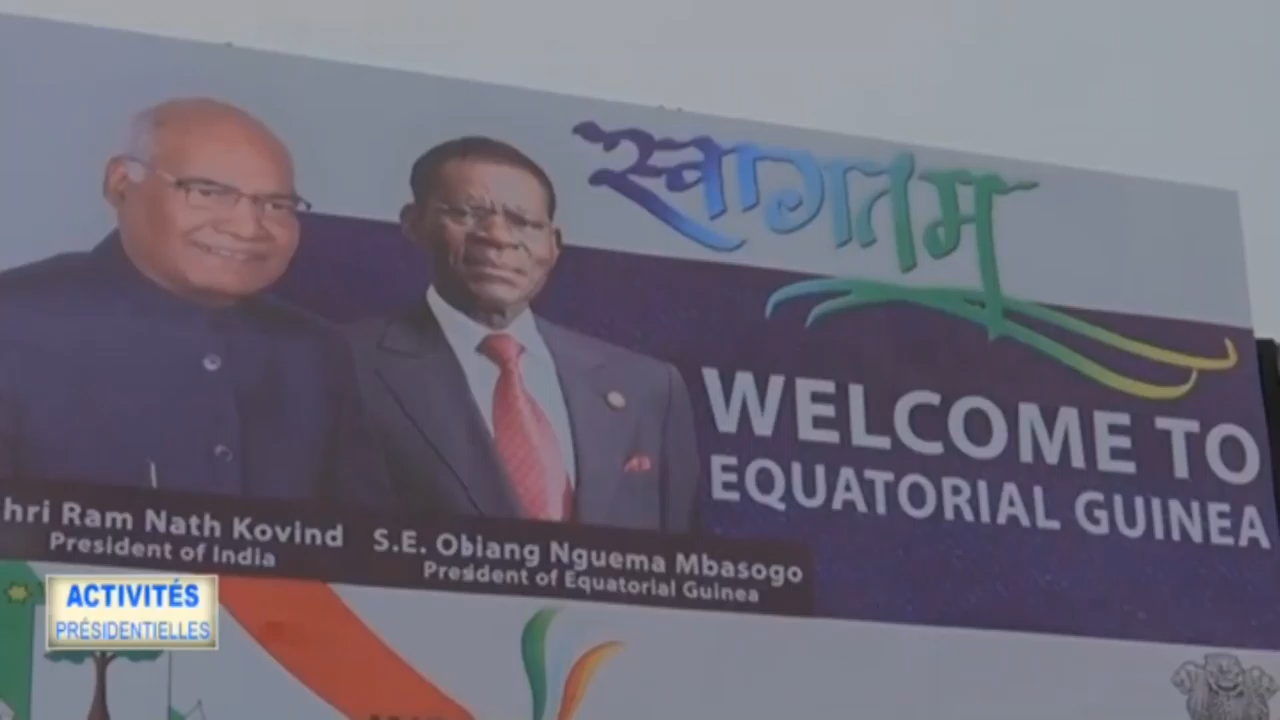 स्वागतम
WELCOME TO
EQUATORIAL GUINEA
hri Ram Nath Kovind
President of India
S.E. Obiang Nguema Mbasogo
President of Equatorial Guinea
ACTIVITÉS
PRÉSIDENTIELLES